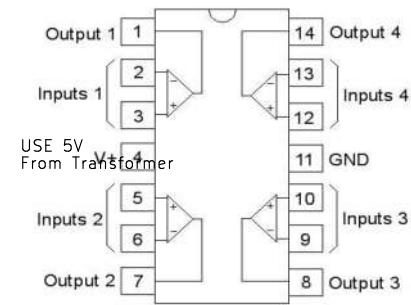 Output 1 1 14 Output 4
2 13
Inputs 1 Inputs 4
3 12
USE 5V
From Transformer
V+ 4 11 GND
5 10
Inputs 2 Inputs 3
6 9
Output 2 7 8 Output 3